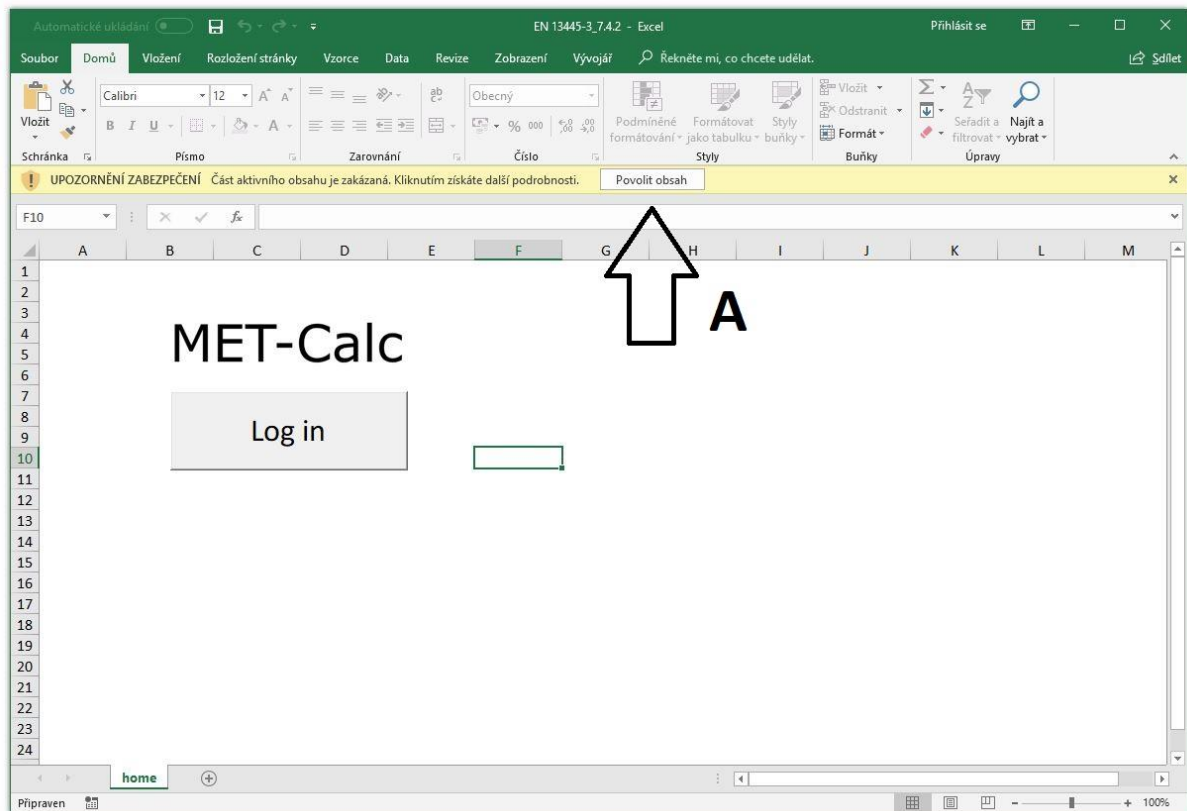 Automatické ukládání EN 13445-3_7.4.2 - Excel Přihlásit se
Soubor Domů Vložení Rozložení stránky Vzorce Data Revize Zobrazení Vývojář Řekněte mi, co chcete udělat. Sdílet
Vložit
Calibri 12 A A
B I U A
ab
Obecný
% 000
Podmíněné formátování
Formátovat jako tabulku
Styly buňky
Vložit
Odstranit
Formát
Seřadit a filtrovat
Najít a vybrat
Schránka Písmo Zarovnání Číslo Styly Buňky Úpravy
UPOZORNĚNÍ ZABEZPEČENÍ Část aktivního obsahu je zakázaná. Kliknutím získáte další podrobnosti. Povolit obsah
F10 fx
A B C D E F G H I J K L M
1
2
3
4
5
6
7
8
9
10
11
12
13
14
15
16
17
18
19
20
21
22
23
24
MET-Calc
Log in
A
home
Připraven 100%